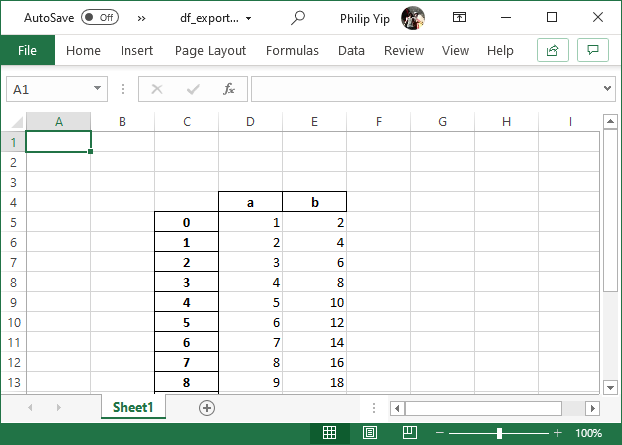 AutoSave Off » df_export... Philip Yip
File Home Insert Page Layout Formulas Data Review View Help
A1 fx
A B C D E F G H I
1
2
3
4 a b
5 0 1 2
6 1 2 4
7 2 3 6
8 3 4 8
9 4 5 10
10 5 6 12
11 6 7 14
12 7 8 16
13 8 9 18
Sheet1
100%